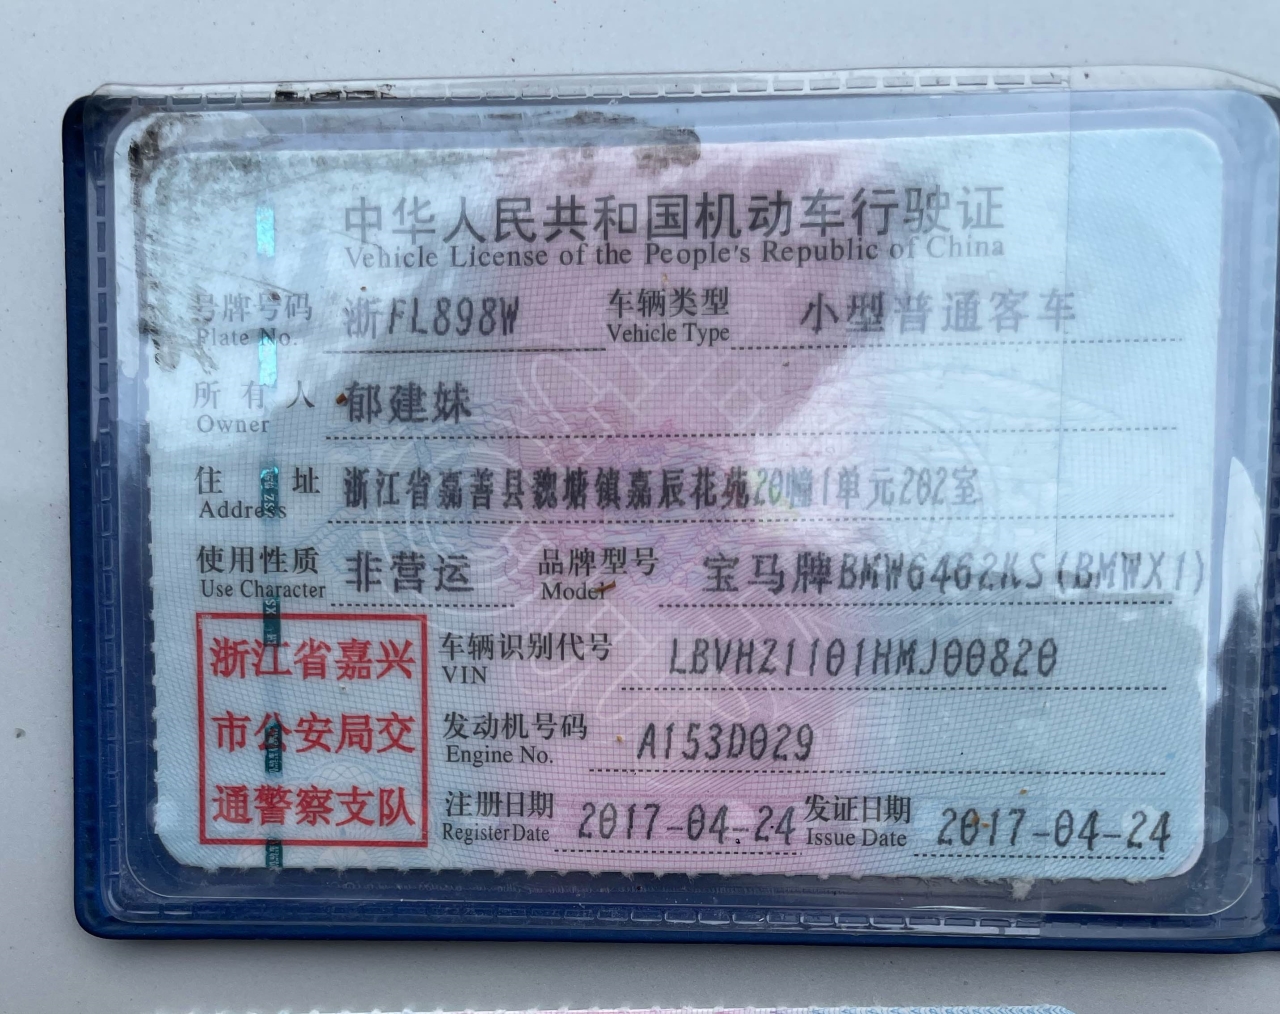 中华人民共和国机动车行驶证
Vehicle License of the People's Republic of China
号牌号码 浙FL898W 车辆类型 小型普通客车
Plate No. Vehicle Type
所有人 郁建妹
Owner
住址 浙江省嘉善县魏塘镇嘉辰花苑20幢1单元202室
Address
使用性质 非营运 品牌型号 宝马牌BMW6462KS(BMWX1)
Use Character Model
浙江省嘉兴 车辆识别代号 LBVHZ1101HMJ00820
VIN
市公安局交 发动机号码 A153D029
Engine No.
通警察支队 注册日期 2017-04-24 发证日期 2017-04-24
Register Date Issue Date